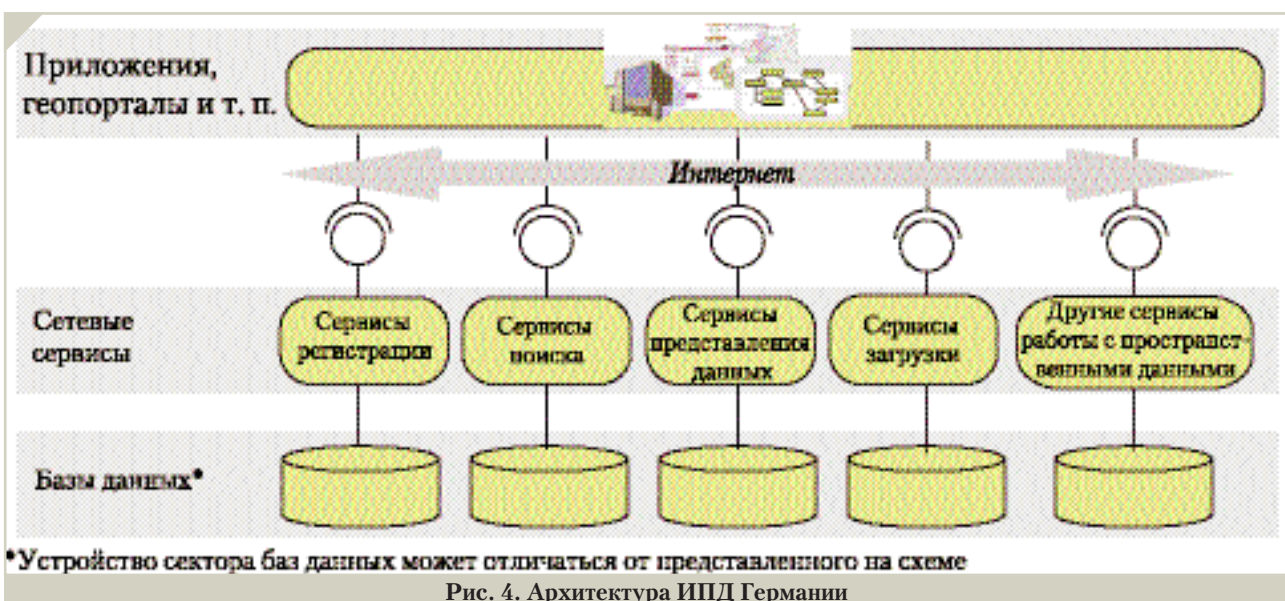 Приложения,
геопорталы и т. п.
Интернет
Сетевые
сервисы
Сервисы
регистрации
Сервисы
поиска
Сервисы
представления
данных
Сервисы
загрузки
Другие сервисы
работы с пространст-
венными данными
Базы данных*
*Устройство сектора баз данных может отличаться от представленного на схеме
Рис. 4. Архитектура ИПД Германии